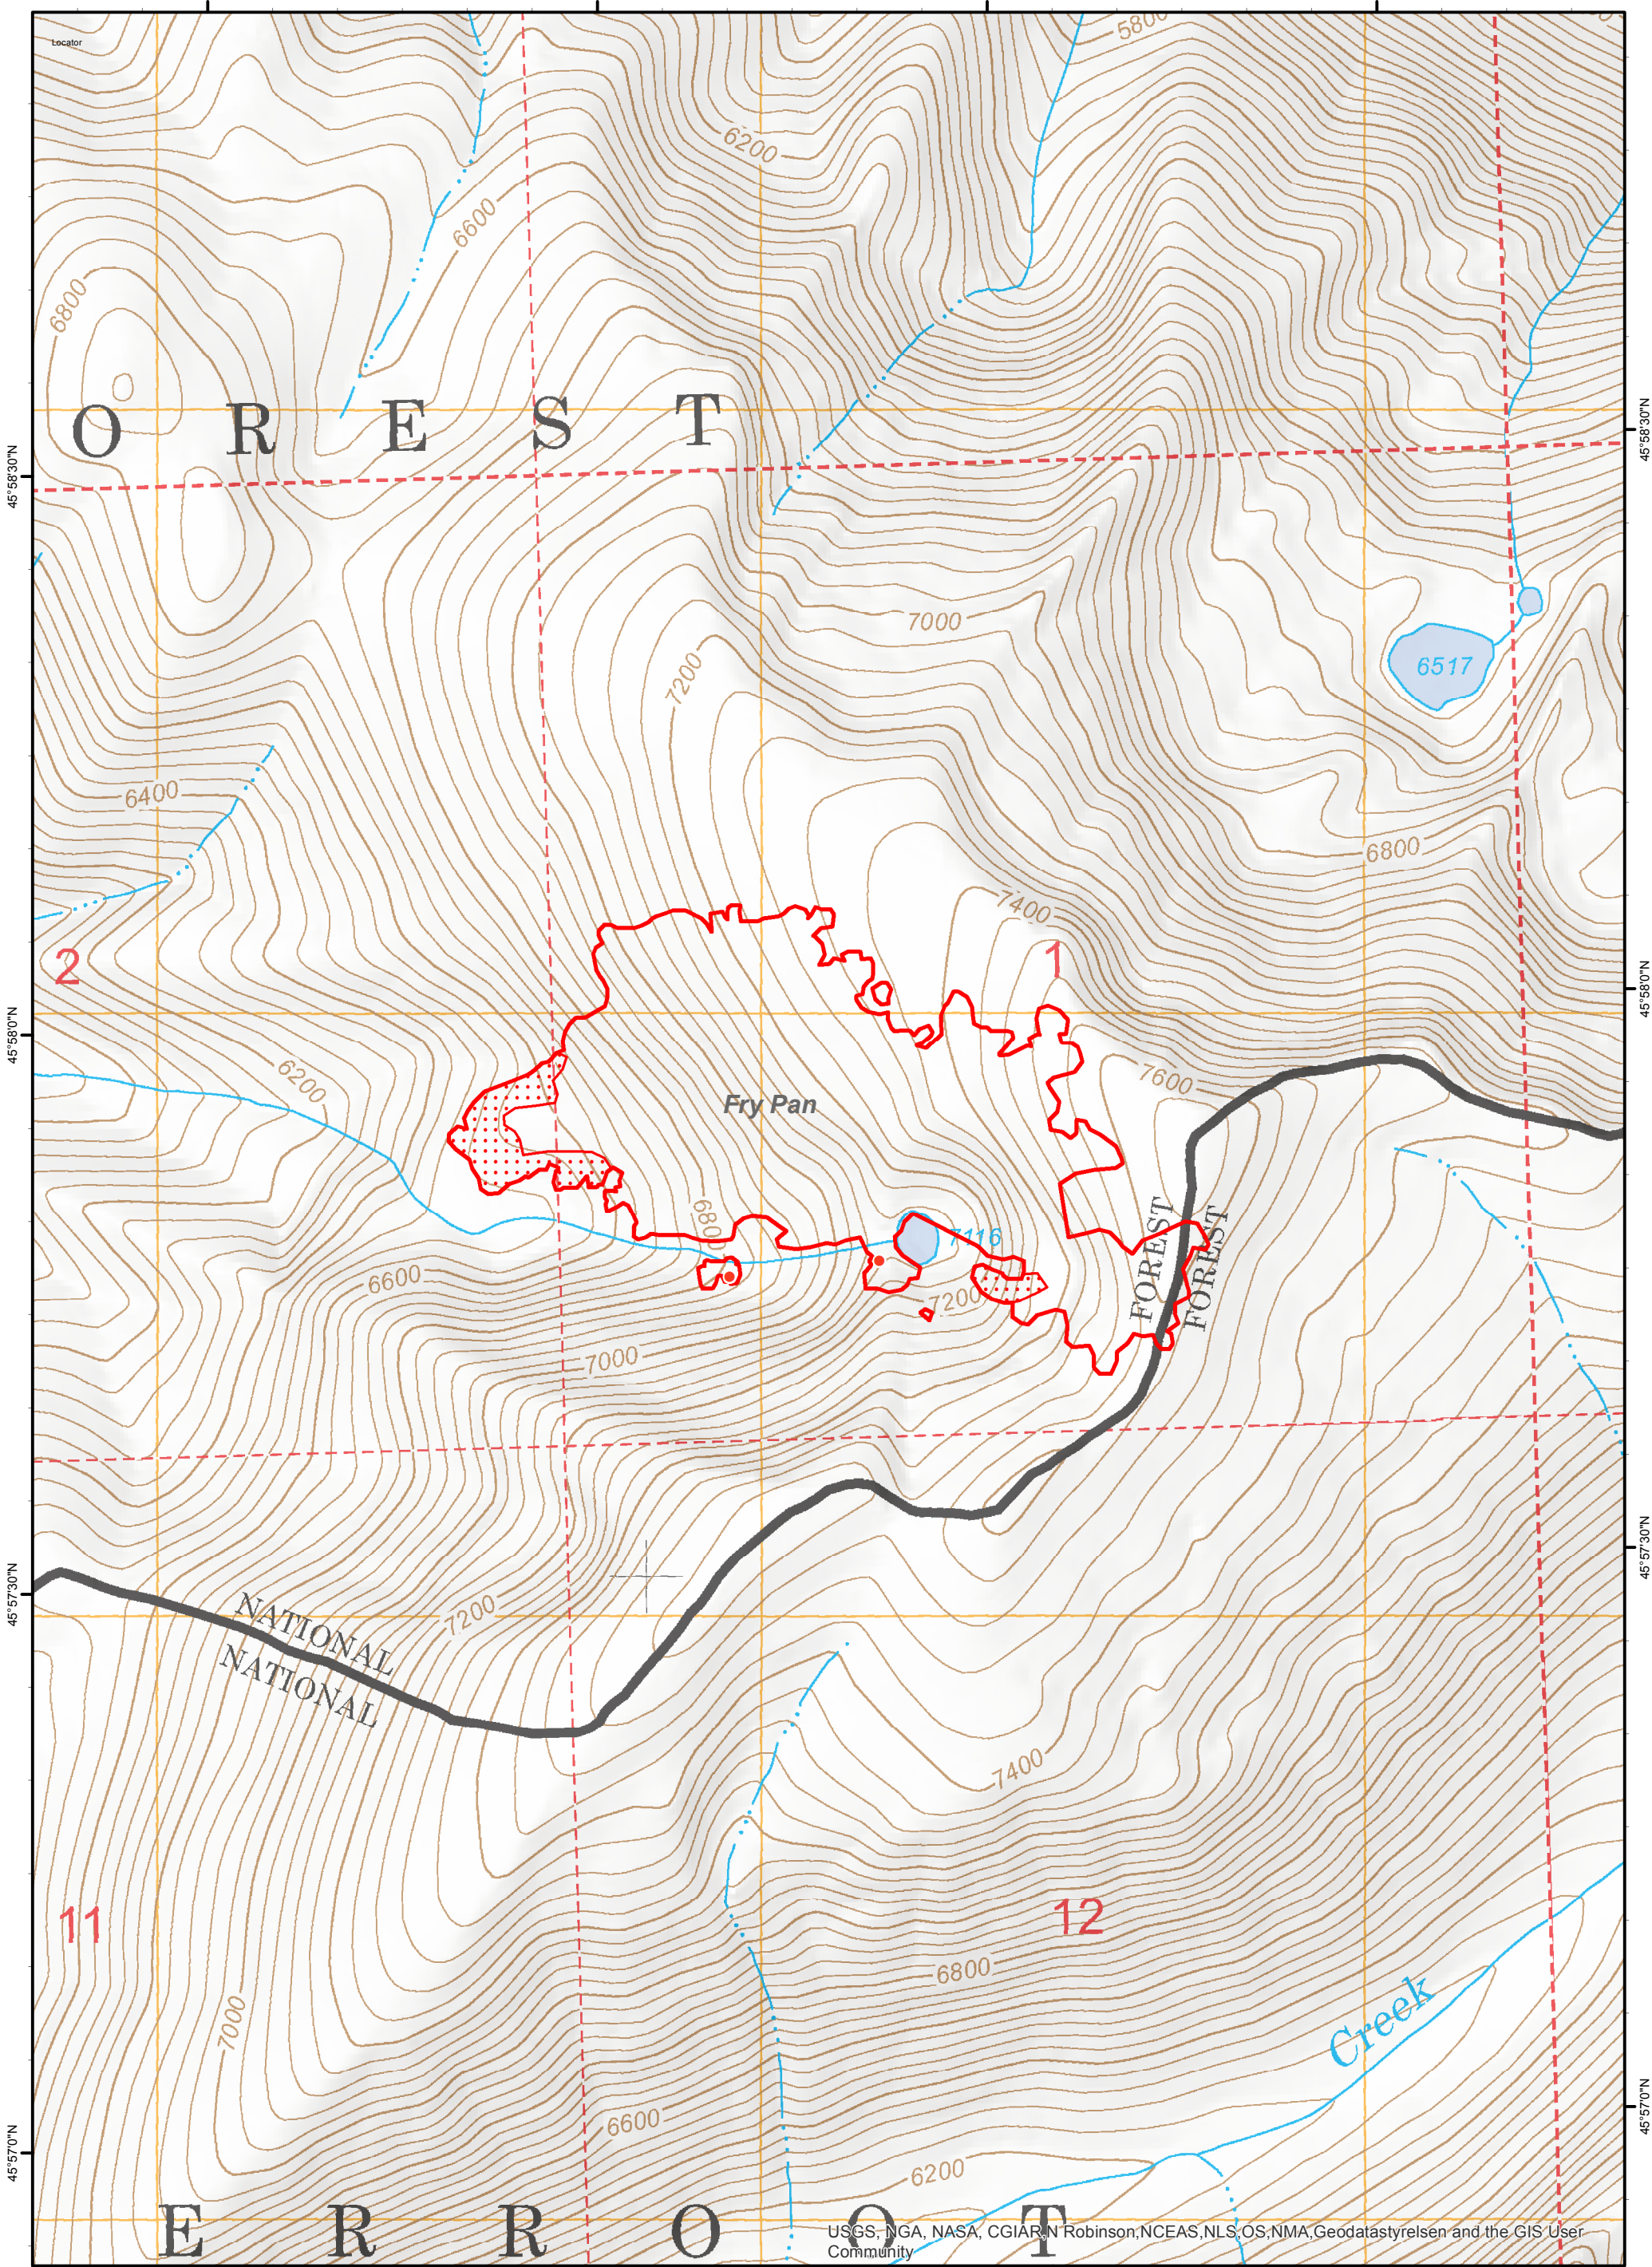 Locator
5800
6200
6600
6800
O R E S T
45°58'30"N
45°58'30"N
7000
6517
7200
6400
6800
7400
2
1
45°58'0"N
45°58'0"N
6200
7600
Fry Pan
6800
7116
FOREST
FOREST
6600
7200
7000
45°57'30"N
45°57'30"N
NATIONAL
NATIONAL
7200
7400
11
12
6800
Creek
7000
6600
45°57'0"N
45°57'0"N
6200
E R R O O T
USGS, NGA, NASA, CGIAR,N Robinson,NCEAS,NLS,OS,NMA,Geodatastyrelsen and the GIS User
Community